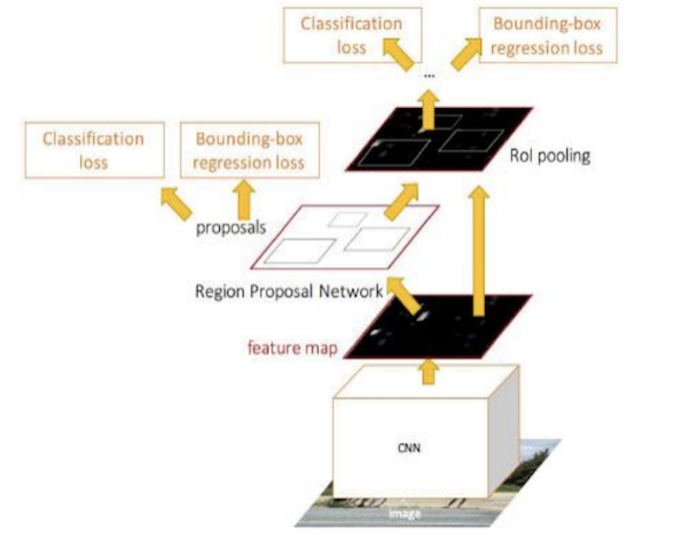 Classification
loss
Bounding-box
regression loss
...
RoI pooling
Classification
loss
Bounding-box
regression loss
proposals
Region Proposal Network
feature map
CNN
image